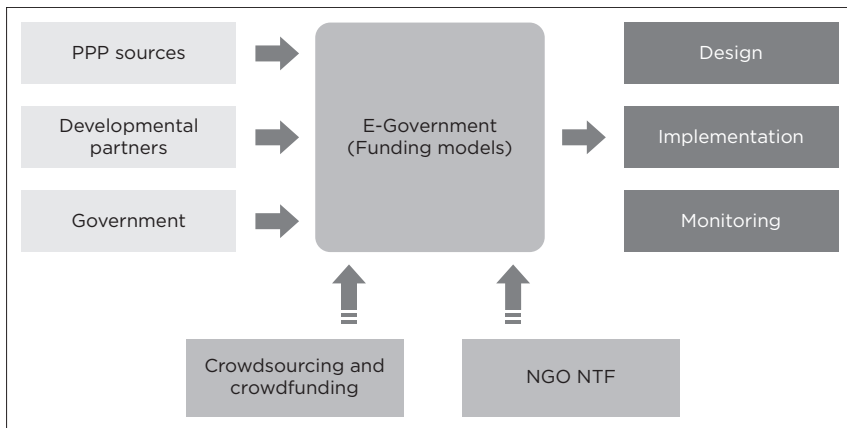 PPP sources
Developmental
partners
Government
E-Government
(Funding models)
Design
Implementation
Monitoring
Crowdsourcing and
crowdfunding
NGO NTF